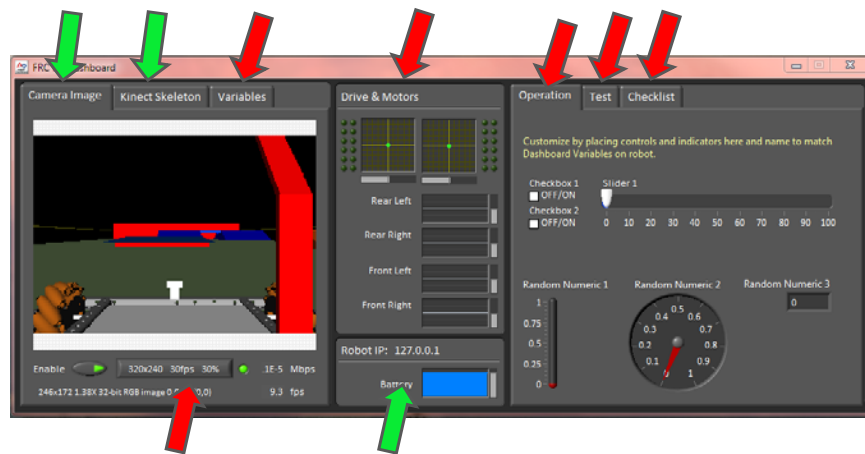 FRC
shboard
Camera Image
Kinect Skeleton
Variables
Enable
320x240 30fps 30%
.1E-5 Mbps
246x172 1.38X 32-bit RGB image 0,0,0
9.3 fps
Drive & Motors
Rear Left
Rear Right
Front Left
Front Right
Robot IP: 127.0.0.1
Battery
Operation
Test
Checklist
Customize by placing controls and indicators here and name to match
Dashboard Variables on robot.
Checkbox 1
OFF/ON
Checkbox 2
OFF/ON
Slider 1
0 10 20 30 40 50 60 70 80 90 100
Random Numeric 1
1
0.75
0.5
0.25
0
Random Numeric 2
0 0.1 0.2 0.3 0.4 0.5 0.6 0.7 0.8 0.9 1
Random Numeric 3
0